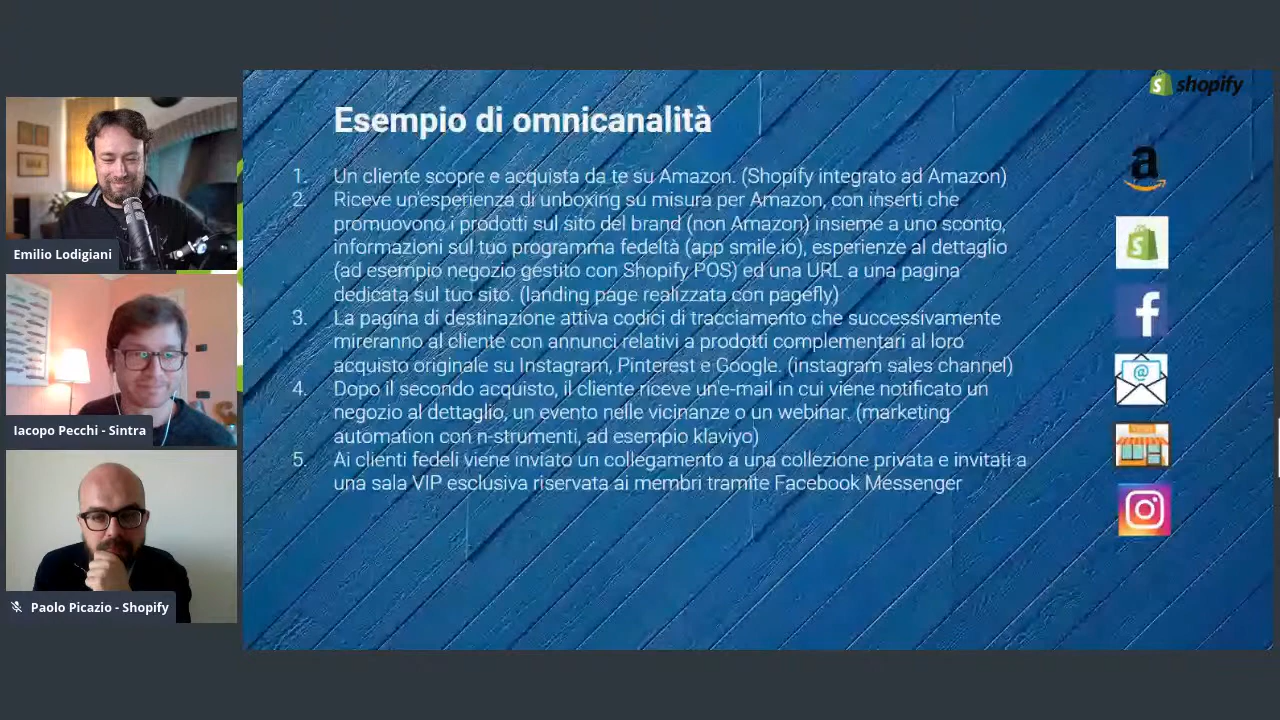 shopify
Esempio di omnicanalità
1. Un cliente scopre e acquista da te su Amazon. (Shopify integrato ad Amazon)
2. Riceve un'esperienza di unboxing su misura per Amazon, con inserti che
promuovono i prodotti sul sito del brand (non Amazon) insieme a uno sconto,
informazioni sul tuo programma fedeltà (app smile.io), esperienze al dettaglio
(ad esempio negozio gestito con Shopify POS) ed una URL a una pagina
dedicata sul tuo sito. (landing page realizzata con pagefly)
3. La pagina di destinazione attiva codici di tracciamento che successivamente
mireranno al cliente con annunci relativi a prodotti complementari al loro
acquisto originale su Instagram, Pinterest e Google. (instagram sales channel)
4. Dopo il secondo acquisto, il cliente riceve un'e-mail in cui viene notificato un
negozio al dettaglio, un evento nelle vicinanze o un webinar. (marketing
automation con n-strumenti, ad esempio klaviyo)
5. Ai clienti fedeli viene inviato un collegamento a una collezione privata e invitati a
una sala VIP esclusiva riservata ai membri tramite Facebook Messenger
Emilio Lodigiani
Iacopo Pecchi - Sintra
Paolo Picazio - Shopify